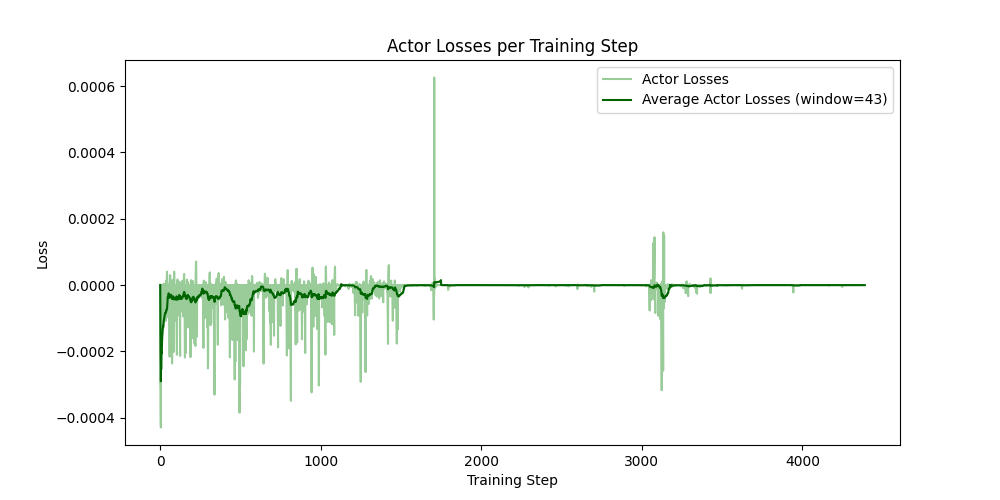 Actor Losses per Training Step
Actor Losses
Average Actor Losses (window=43)
0.0006
0.0004
0.0002
0.0000
−0.0002
−0.0004
Loss
0
1000
2000
3000
4000
Training Step